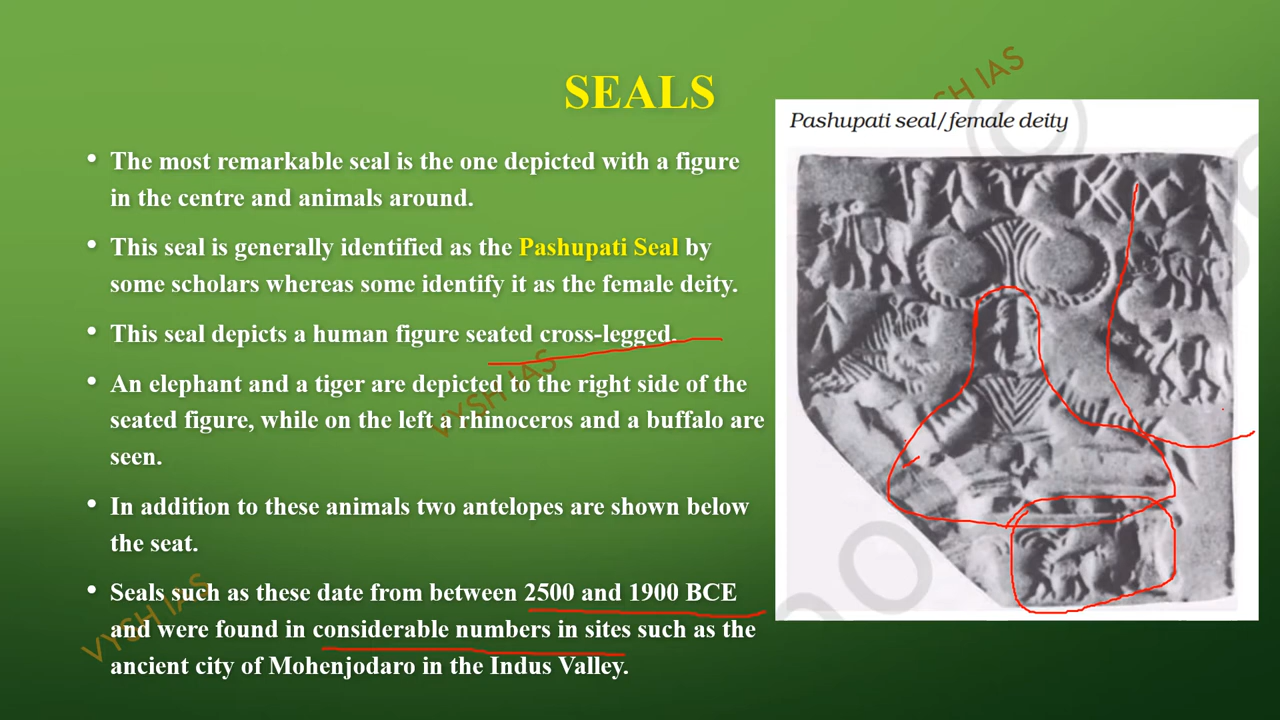 SEALS
VYSH IAS
Pashupati seal/female deity
• The most remarkable seal is the one depicted with a figure
in the centre and animals around.
• This seal is generally identified as the Pashupati Seal by
some scholars whereas some identify it as the female deity.
• This seal depicts a human figure seated cross-legged.
VYSH IAS
• An elephant and a tiger are depicted to the right side of the
seated figure, while on the left a rhinoceros and a buffalo are
seen.
• In addition to these animals two antelopes are shown below
the seat.
• Seals such as these date from between 2500 and 1900 BCE
and were found in considerable numbers in sites such as the
ancient city of Mohenjodaro in the Indus Valley.
VYSH IAS